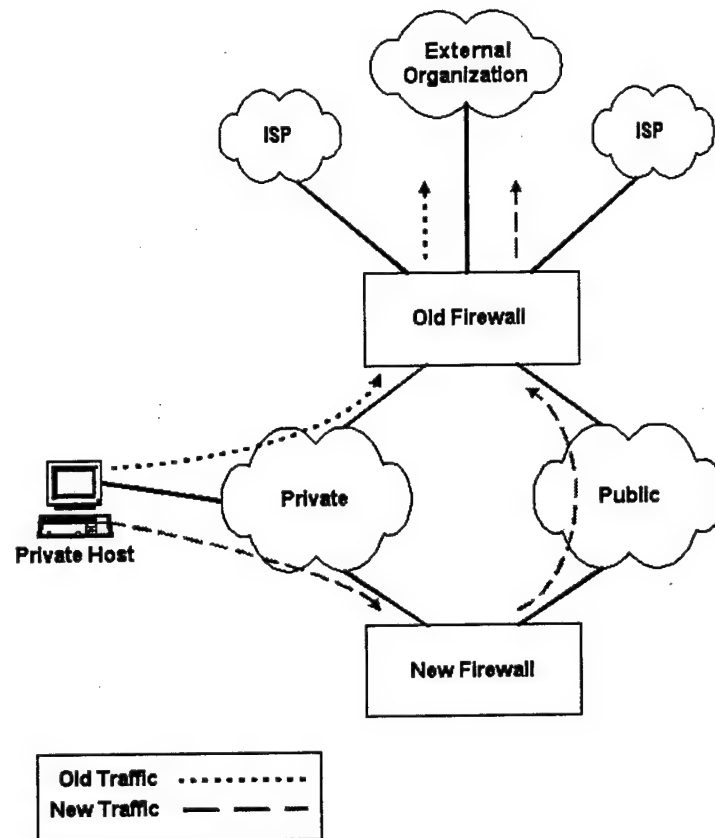 External
Organization
ISP
ISP
Old Firewall
Private
Public
Private Host
New Firewall
Old Traffic
New Traffic